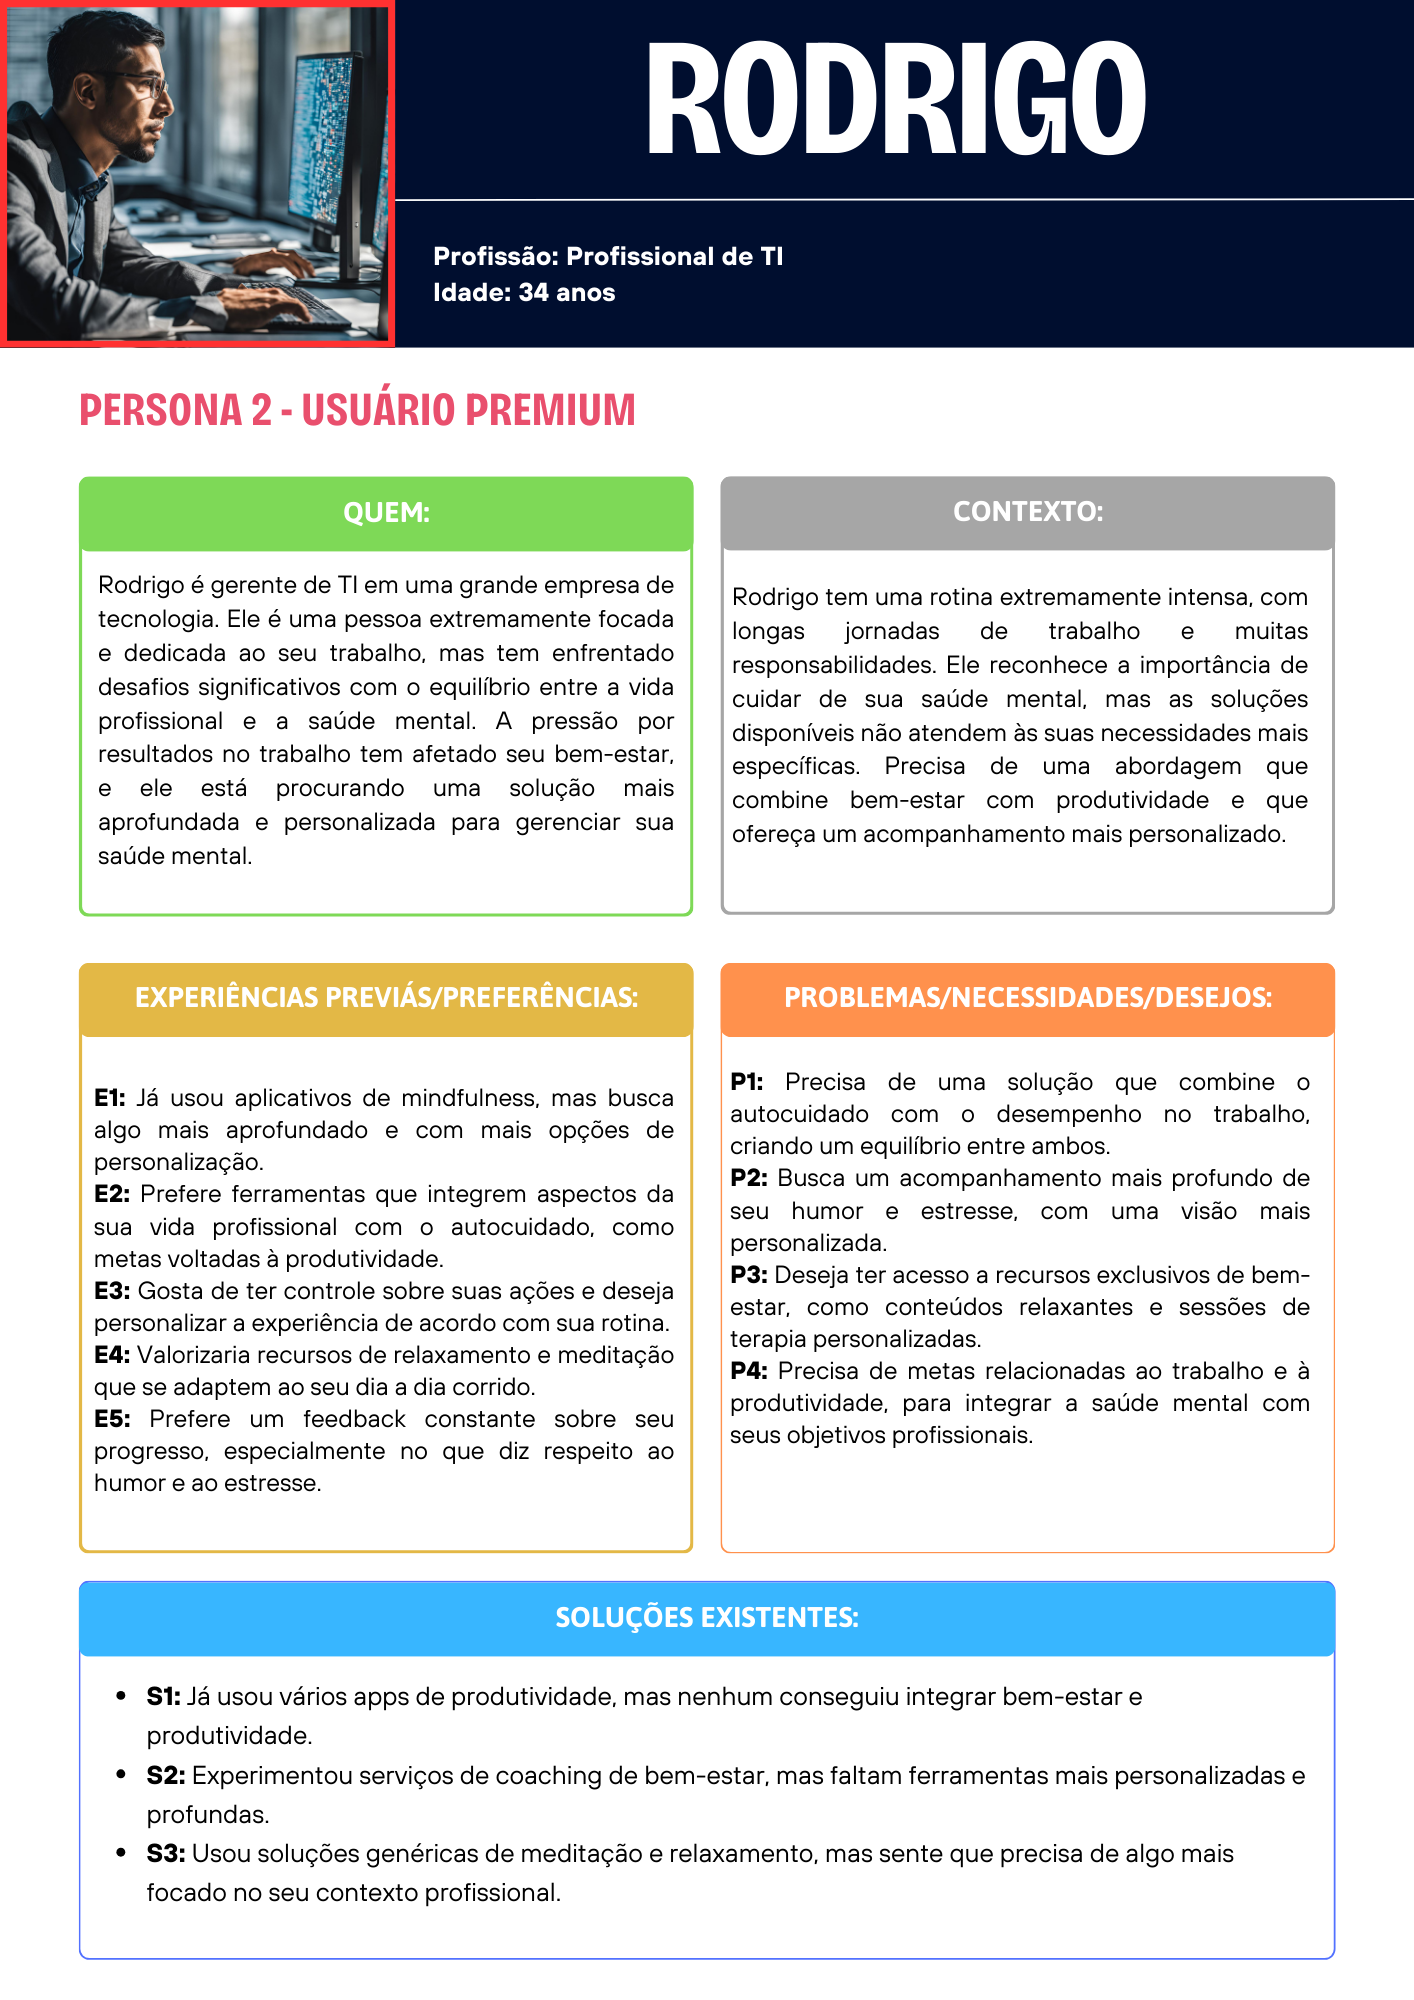 RODRIGO
Profissão: Profissional de TI
Idade: 34 anos
PERSONA 2 - USUÁRIO PREMIUM
QUEM:
Rodrigo é gerente de TI em uma grande empresa de
tecnologia. Ele é uma pessoa extremamente focada
e dedicada ao seu trabalho, mas tem enfrentado
desafios significativos com o equilíbrio entre a vida
profissional e a saúde mental. A pressão por
resultados no trabalho tem afetado seu bem-estar,
e ele está procurando uma solução mais
aprofundada e personalizada para gerenciar sua
saúde mental.
CONTEXTO:
Rodrigo tem uma rotina extremamente intensa, com
longas jornadas de trabalho e muitas
responsabilidades. Ele reconhece a importância de
cuidar de sua saúde mental, mas as soluções
disponíveis não atendem às suas necessidades mais
específicas. Precisa de uma abordagem que
combine bem-estar com produtividade e que
ofereça um acompanhamento mais personalizado.
EXPERIÊNCIAS PREVIÁS/PREFERÊNCIAS:
E1: Já usou aplicativos de mindfulness, mas busca
algo mais aprofundado e com mais opções de
personalização.
E2: Prefere ferramentas que integrem aspectos da
sua vida profissional com o autocuidado, como
metas voltadas à produtividade.
E3: Gosta de ter controle sobre suas ações e deseja
personalizar a experiência de acordo com sua rotina.
E4: Valorizaria recursos de relaxamento e meditação
que se adaptem ao seu dia a dia corrido.
E5: Prefere um feedback constante sobre seu
progresso, especialmente no que diz respeito ao
humor e ao estresse.
PROBLEMAS/NECESSIDADES/DESEJOS:
P1: Precisa de uma solução que combine o
autocuidado com o desempenho no trabalho,
criando um equilíbrio entre ambos.
P2: Busca um acompanhamento mais profundo de
seu humor e estresse, com uma visão mais
personalizada.
P3: Deseja ter acesso a recursos exclusivos de bem-
estar, como conteúdos relaxantes e sessões de
terapia personalizadas.
P4: Precisa de metas relacionadas ao trabalho e à
produtividade, para integrar a saúde mental com
seus objetivos profissionais.
SOLUÇÕES EXISTENTES:
• S1: Já usou vários apps de produtividade, mas nenhum conseguiu integrar bem-estar e
produtividade.
• S2: Experimentou serviços de coaching de bem-estar, mas faltam ferramentas mais personalizadas e
profundas.
• S3: Usou soluções genéricas de meditação e relaxamento, mas sente que precisa de algo mais
focado no seu contexto profissional.